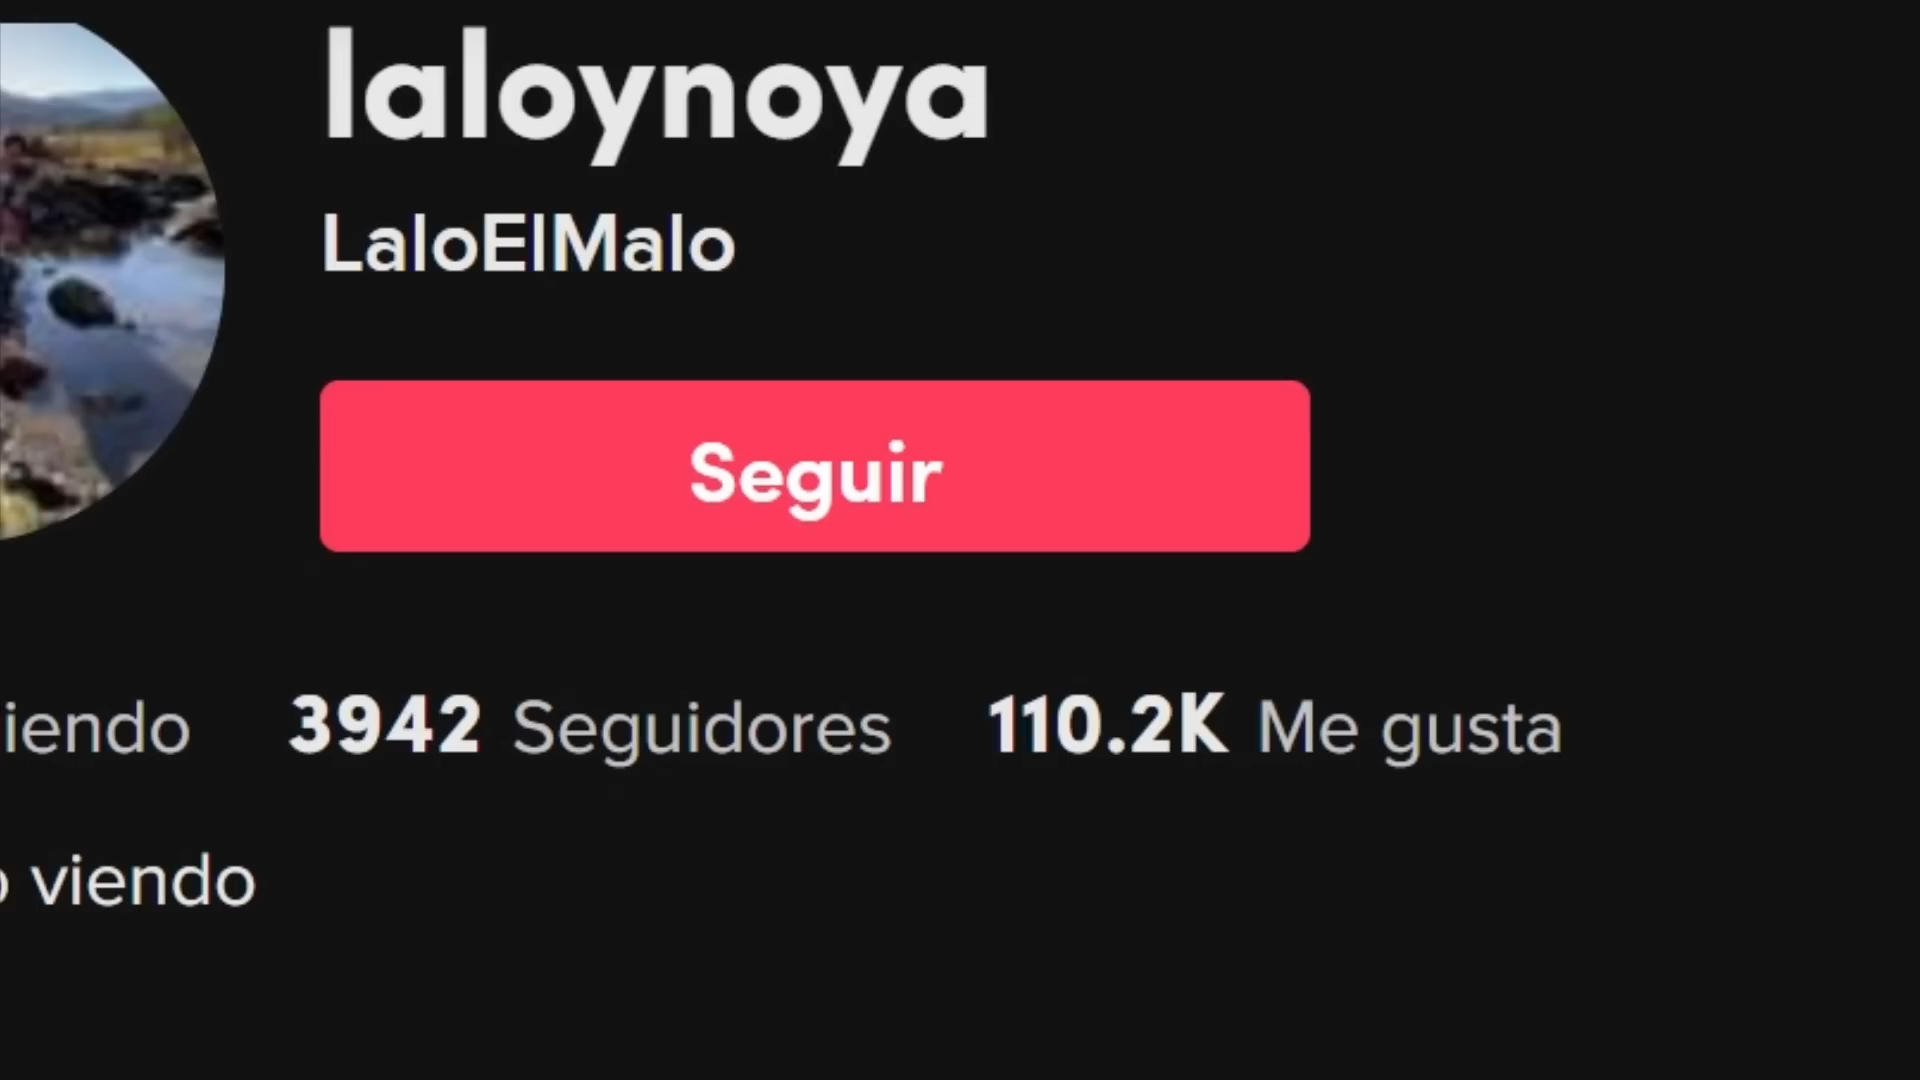 laloynoya
LaloElMalo
Seguir
iendo 3942 Seguidores 110.2K Me gusta
o viendo